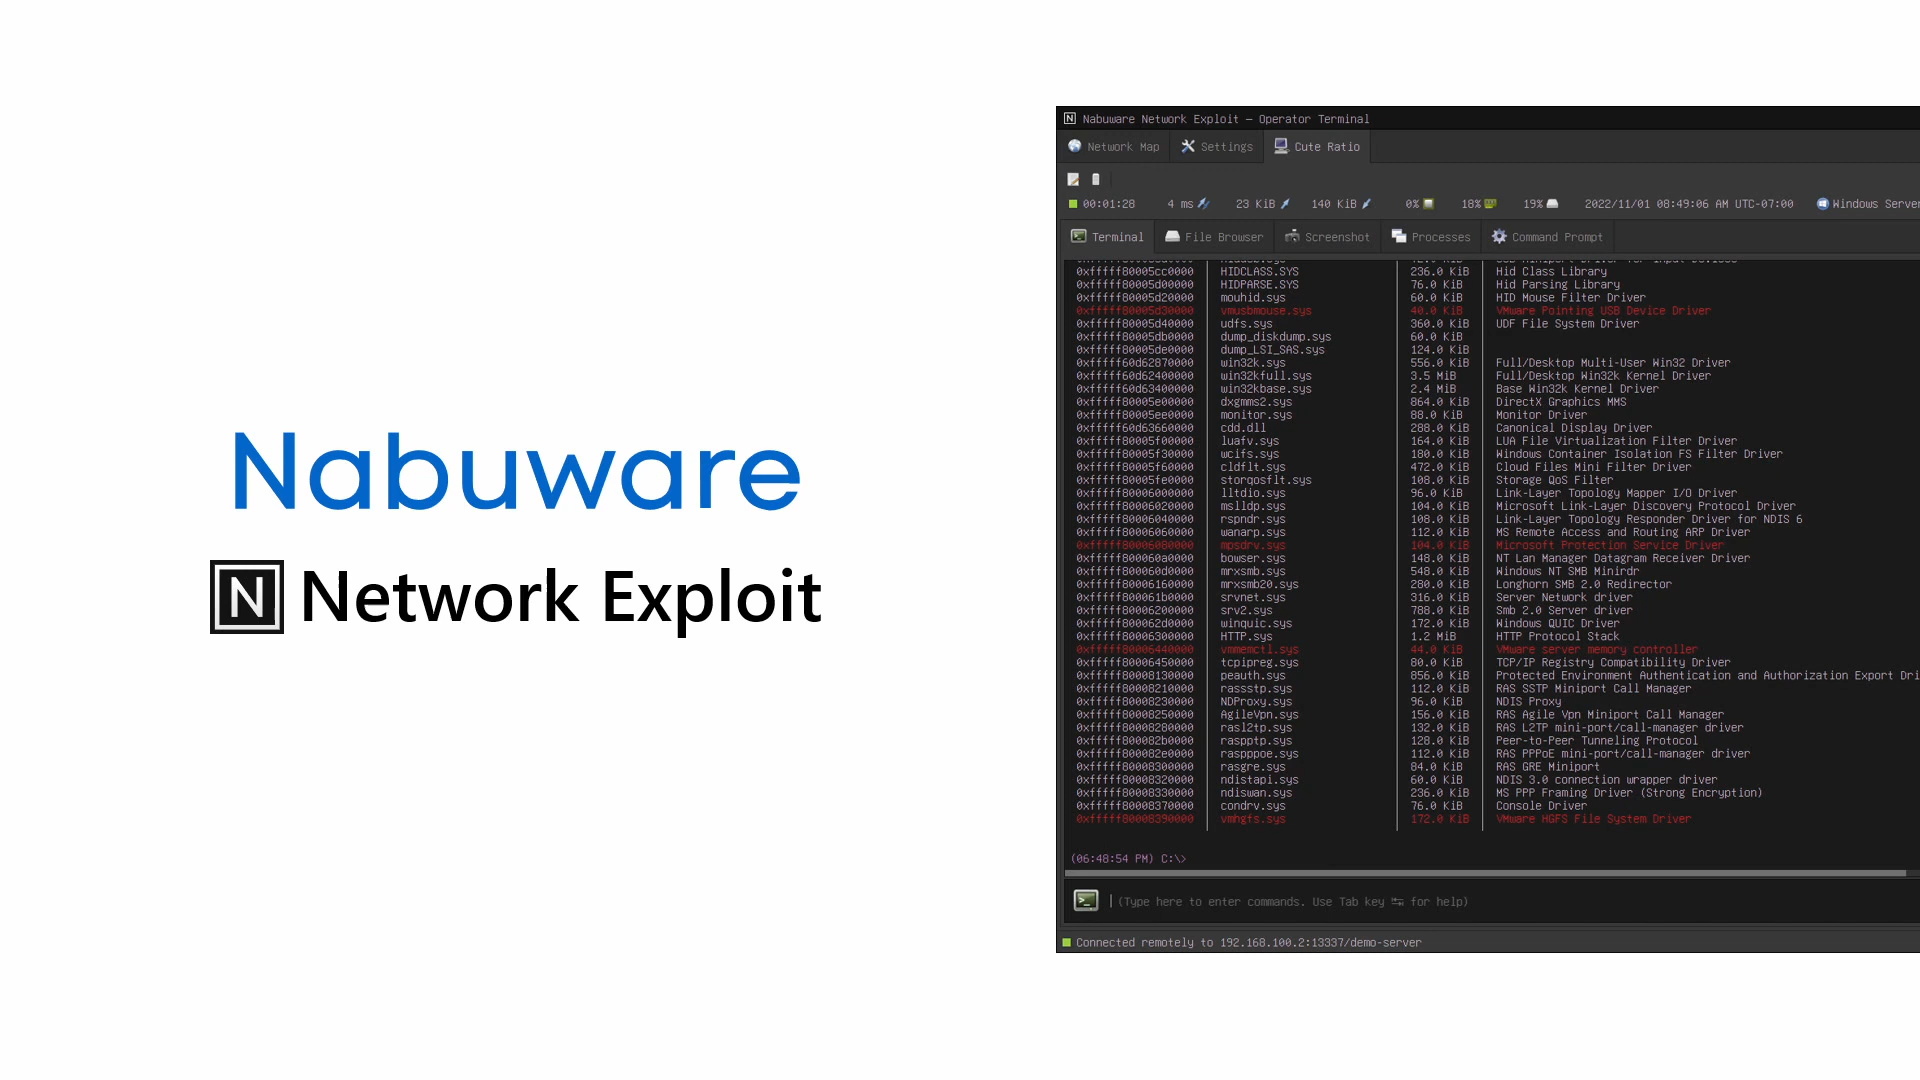 Nabuware
N Network Exploit
N Nabuware Network Exploit — Operator Terminal
Network Map Settings Cute Ratio
00:01:28 4 ms 23 KiB 140 KiB 0% 18% 19% 2022/11/01 08:49:06 AM UTC-07:00 Windows Server
Terminal File Browser Screenshot Processes Command Prompt
0xfffff80005cc0000 HIDCLASS.SYS 236.0 KiB Hid Class Library
0xfffff80005d00000 HIDPARSE.SYS 76.0 KiB Hid Parsing Library
0xfffff80005d20000 mouhid.sys 60.0 KiB HID Mouse Filter Driver
0xfffff80005d30000 vmusbmouse.sys 40.0 KiB VMware Pointing USB Device Driver
0xfffff80005d40000 udfs.sys 360.0 KiB UDF File System Driver
0xfffff80005db0000 dump_diskdump.sys 60.0 KiB
0xfffff80005de0000 dump_LSI_SAS.sys 124.0 KiB
0xfffff60d62870000 win32k.sys 556.0 KiB Full/Desktop Multi-User Win32 Driver
0xfffff60d62400000 win32kfull.sys 3.5 MiB Full/Desktop Win32k Kernel Driver
0xfffff60d63400000 win32kbase.sys 2.4 MiB Base Win32k Kernel Driver
0xfffff80005e00000 dxgmms2.sys 864.0 KiB DirectX Graphics MMS
0xfffff80005ee0000 monitor.sys 88.0 KiB Monitor Driver
0xfffff60d63660000 cdd.dll 288.0 KiB Canonical Display Driver
0xfffff80005f00000 luafv.sys 164.0 KiB LUA File Virtualization Filter Driver
0xfffff80005f30000 wcifs.sys 180.0 KiB Windows Container Isolation FS Filter Driver
0xfffff80005f60000 cldflt.sys 472.0 KiB Cloud Files Mini Filter Driver
0xfffff80005fe0000 storqosflt.sys 108.0 KiB Storage QoS Filter
0xfffff80006000000 lltdio.sys 96.0 KiB Link-Layer Topology Mapper I/O Driver
0xfffff80006020000 mslldp.sys 104.0 KiB Microsoft Link-Layer Discovery Protocol Driver
0xfffff80006040000 rspndr.sys 108.0 KiB Link-Layer Topology Responder Driver for NDIS 6
0xfffff80006060000 wanarp.sys 112.0 KiB MS Remote Access and Routing ARP Driver
0xfffff80006080000 mpsdrv.sys 104.0 KiB Microsoft Protection Service Driver
0xfffff800060a0000 bowser.sys 148.0 KiB NT Lan Manager Datagram Receiver Driver
0xfffff800060d0000 mrxsmb.sys 548.0 KiB Windows NT SMB Minirdr
0xfffff80006160000 mrxsmb20.sys 280.0 KiB Longhorn SMB 2.0 Redirector
0xfffff800061b0000 srvnet.sys 316.0 KiB Server Network driver
0xfffff80006200000 srv2.sys 788.0 KiB Smb 2.0 Server driver
0xfffff800062d0000 winquic.sys 172.0 KiB Windows QUIC Driver
0xfffff80006300000 HTTP.sys 1.2 MiB HTTP Protocol Stack
0xfffff80006440000 vmmemctl.sys 44.0 KiB VMware server memory controller
0xfffff80006450000 tcpipreg.sys 80.0 KiB TCP/IP Registry Compatibility Driver
0xfffff80008130000 peauth.sys 856.0 KiB Protected Environment Authentication and Authorization Export Dri
0xfffff80008210000 rassstp.sys 112.0 KiB RAS SSTP Miniport Call Manager
0xfffff80008230000 NDProxy.sys 96.0 KiB NDIS Proxy
0xfffff80008250000 AgileVpn.sys 156.0 KiB RAS Agile Vpn Miniport Call Manager
0xfffff80008280000 rasl2tp.sys 132.0 KiB RAS L2TP mini-port/call-manager driver
0xfffff800082b0000 raspptp.sys 128.0 KiB Peer-to-Peer Tunneling Protocol
0xfffff800082e0000 raspppoe.sys 112.0 KiB RAS PPPoE mini-port/call-manager driver
0xfffff80008300000 rasgre.sys 84.0 KiB RAS GRE Miniport
0xfffff80008320000 ndistapi.sys 60.0 KiB NDIS 3.0 connection wrapper driver
0xfffff80008330000 ndiswan.sys 236.0 KiB MS PPP Framing Driver (Strong Encryption)
0xfffff80008370000 condrv.sys 76.0 KiB Console Driver
0xfffff80008390000 vmhgfs.sys 172.0 KiB VMware HGFS File System Driver
(06:48:54 PM) C:\>
(Type here to enter commands. Use Tab key ↹ for help)
Connected remotely to 192.168.100.2:13337/demo-server